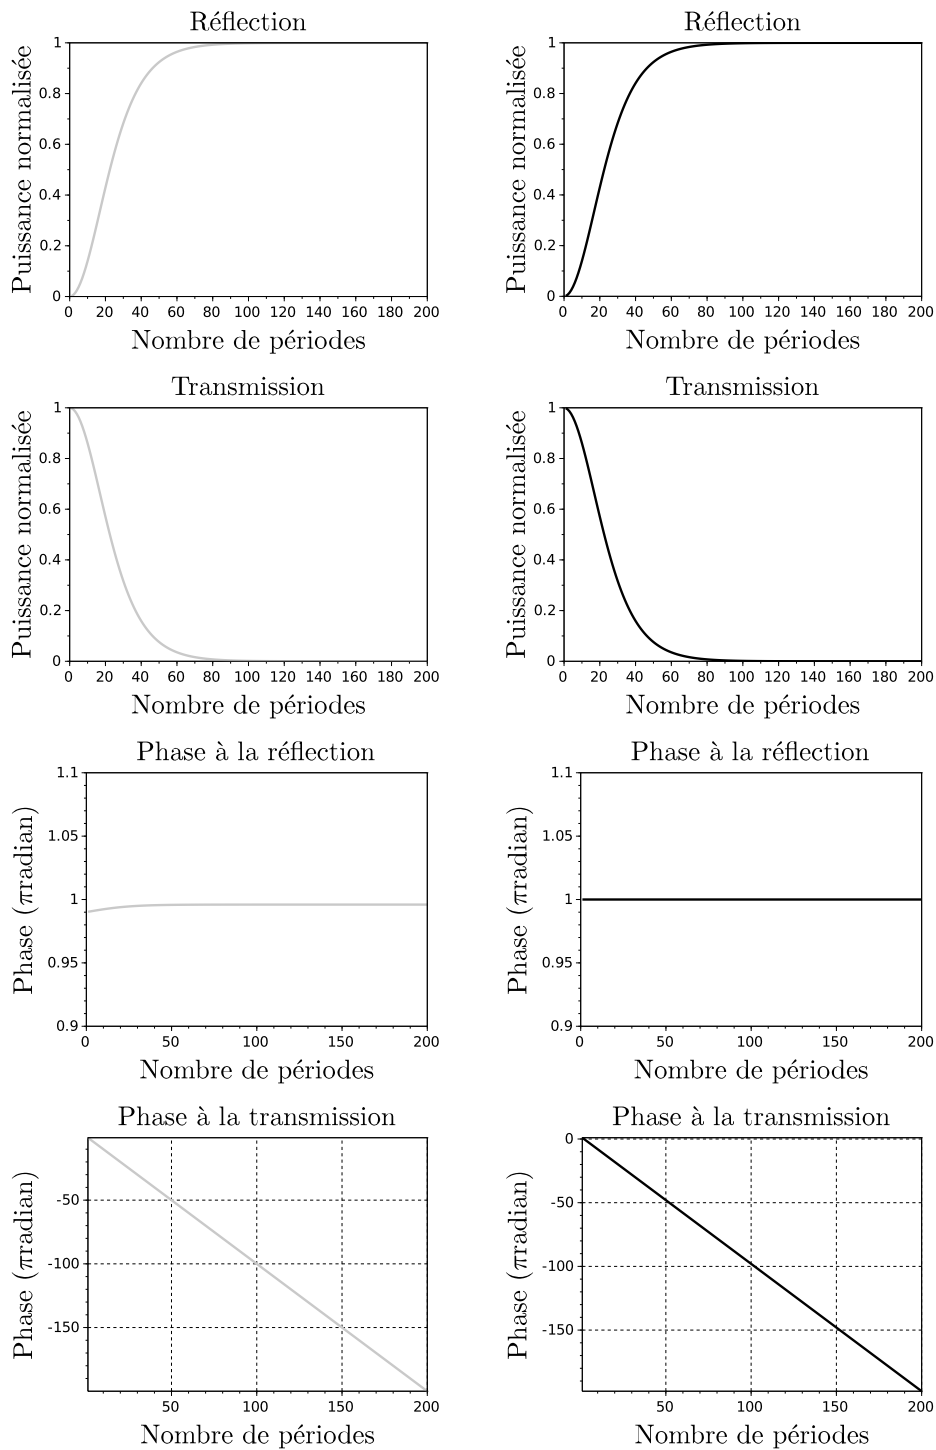 Réflection
Puissance normalisée
1
0.8
0.6
0.4
0.2
0
0 20 40 60 80 100 120 140 160 180 200
Nombre de périodes
Réflection
Puissance normalisée
1
0.8
0.6
0.4
0.2
0
0 20 40 60 80 100 120 140 160 180 200
Nombre de périodes
Transmission
Puissance normalisée
1
0.8
0.6
0.4
0.2
0
0 20 40 60 80 100 120 140 160 180 200
Nombre de périodes
Transmission
Puissance normalisée
1
0.8
0.6
0.4
0.2
0
0 20 40 60 80 100 120 140 160 180 200
Nombre de périodes
Phase à la réflection
Phase (πradian)
1.1
1.05
1
0.95
0.9
0 50 100 150 200
Nombre de périodes
Phase à la réflection
Phase (πradian)
1.1
1.05
1
0.95
0.9
0 50 100 150 200
Nombre de périodes
Phase à la transmission
Phase (πradian)
-50
-100
-150
50 100 150 200
Nombre de périodes
Phase à la transmission
Phase (πradian)
0
-50
-100
-150
50 100 150 200
Nombre de périodes